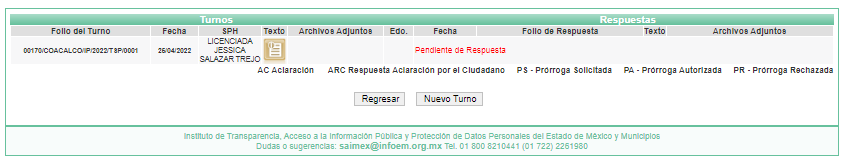 Turnos Respuestas
Folio del Turno Fecha SPH Texto Archivos Adjuntos Edo. Fecha Folio de Respuesta Texto Archivos Adjuntos
00170/COACALCO/IP/2022/TSP/0001 25/04/2022 LICENCIADA JESSICA SALAZAR TREJO Pendiente de Respuesta
AC Aclaración ARC Respuesta Aclaración por el Ciudadano PS - Prórroga Solicitada PA - Prórroga Autorizada PR - Prórroga Rechazada
Regresar Nuevo Turno
Instituto de Transparencia, Acceso a la Información Pública y Protección de Datos Personales del Estado de México y Municipios
Dudas o sugerencias: saimex@infoem.org.mx Tel. 01 800 8210441 (01 722) 2261980